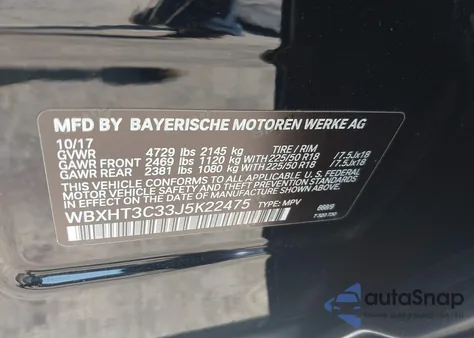 MFD BY BAYERISCHE MOTOREN WERKE AG
10/17
GVWR 4729 lbs 2145 kg TIRE / RIM
GAWR FRONT 2469 lbs 1120 kg WITH 225/50 R18 / 7.5Jx18
GAWR REAR 2381 lbs 1080 kg WITH 225/50 R18 / 7.5Jx18
THIS VEHICLE CONFORMS TO ALL APPLICABLE U.S. FEDERAL
MOTOR VEHICLE SAFETY, BUMPER, AND THEFT PREVENTION
STANDARDS IN EFFECT ON THE DATE OF MANUFACTURE SHOWN ABOVE.
WBXHT3C33J5K22475 TYPE: MPV
autoSnap